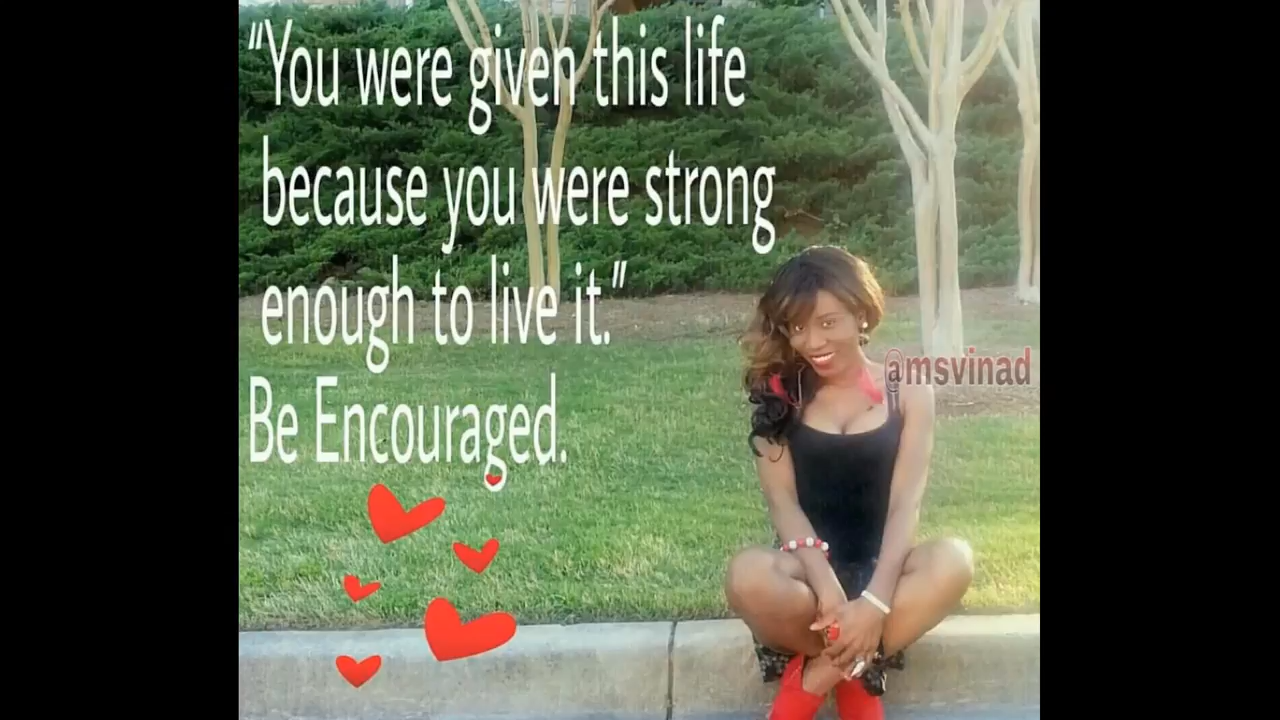 “You were given this life
because you were strong
enough to live it.”
Be Encouraged.
@msvinad